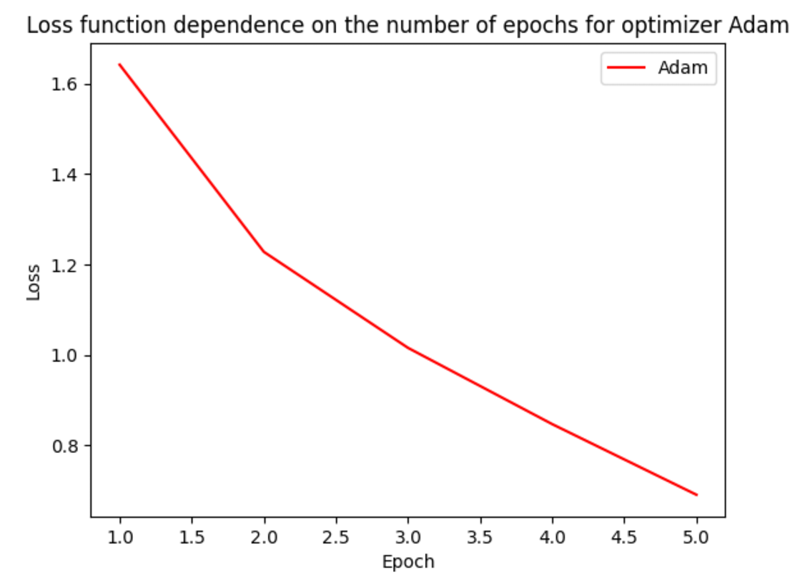 Loss function dependence on the number of epochs for optimizer Adam
Adam
1.6
1.4
1.2
1.0
0.8
Loss
1.0 1.5 2.0 2.5 3.0 3.5 4.0 4.5 5.0
Epoch